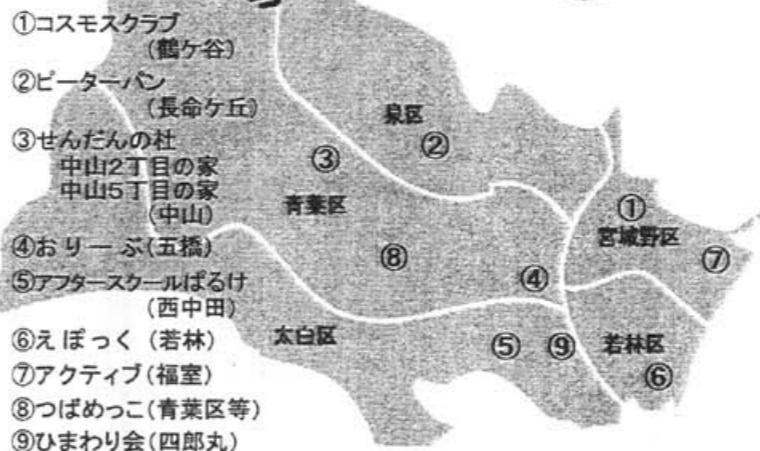 ①コスモスクラブ
(鶴ケ谷)
②ピーターパン
(長命ケ丘)
③せんだんの杜
中山2丁目の家
中山5丁目の家
(中山)
④おりーぶ(五橋)
⑤アフタースクールぱるけ
(西中田)
⑥えぽっく(若林)
⑦アクティブ(福室)
⑧つばめっこ(青葉区等)
⑨ひまわり会(四郎丸)
泉区
②
③
青葉区
①
宮城野区
⑦
⑧
④
太白区
⑤
⑨
若林区
⑥